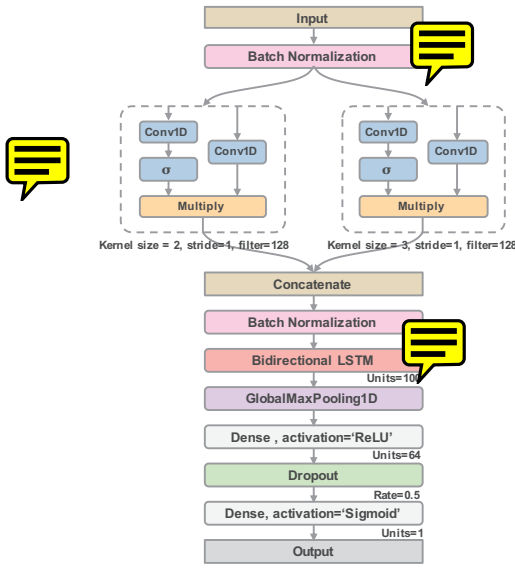 Input
Batch Normalization
Conv1D
Conv1D
σ
Multiply
Kernel size = 2, stride=1, filter=128
Conv1D
Conv1D
σ
Multiply
Kernel size = 3, stride=1, filter=128
Concatenate
Batch Normalization
Bidirectional LSTM
Units=100
GlobalMaxPooling1D
Dense , activation=‘ReLU’
Units=64
Dropout
Rate=0.5
Dense, activation=‘Sigmoid’
Units=1
Output